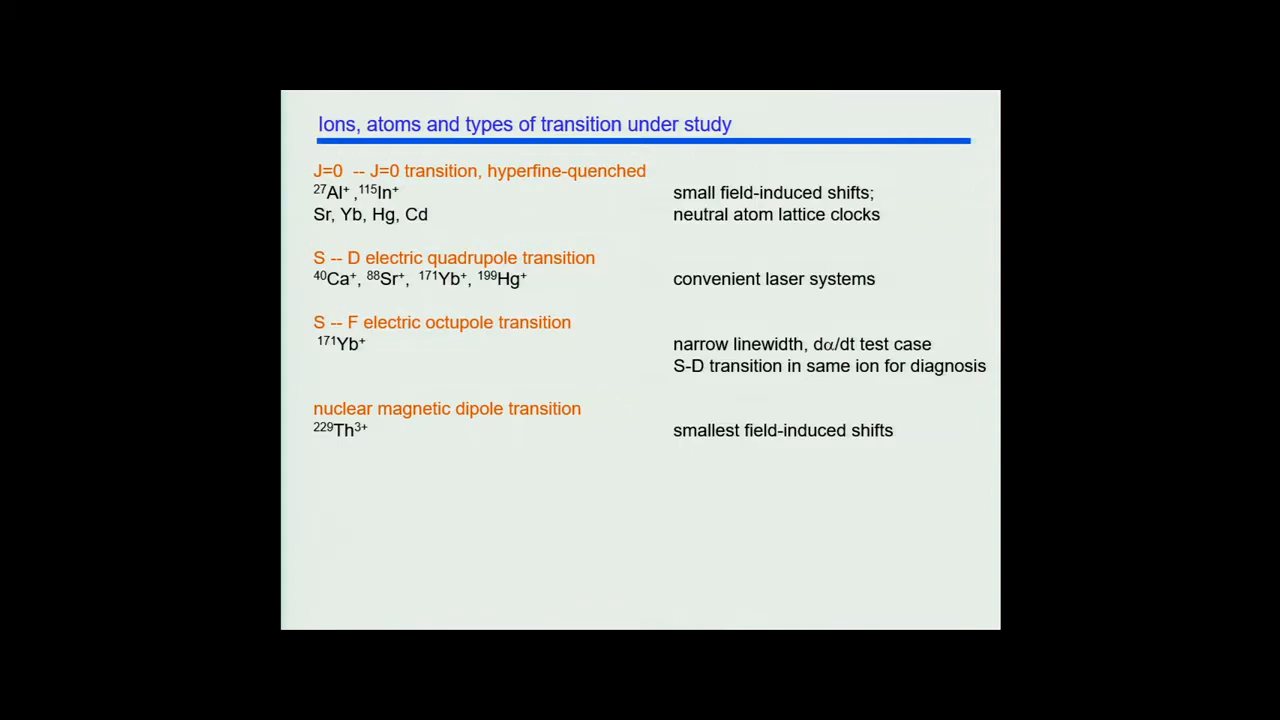 Ions, atoms and types of transition under study
J=0 -- J=0 transition, hyperfine-quenched
²⁷Al⁺ ,¹¹⁵In⁺ small field-induced shifts;
Sr, Yb, Hg, Cd neutral atom lattice clocks
S -- D electric quadrupole transition
⁴⁰Ca⁺, ⁸⁸Sr⁺, ¹⁷¹Yb⁺, ¹⁹⁹Hg⁺ convenient laser systems
S -- F electric octupole transition
¹⁷¹Yb⁺ narrow linewidth, dα/dt test case
S-D transition in same ion for diagnosis
nuclear magnetic dipole transition
²²⁹Th³⁺ smallest field-induced shifts